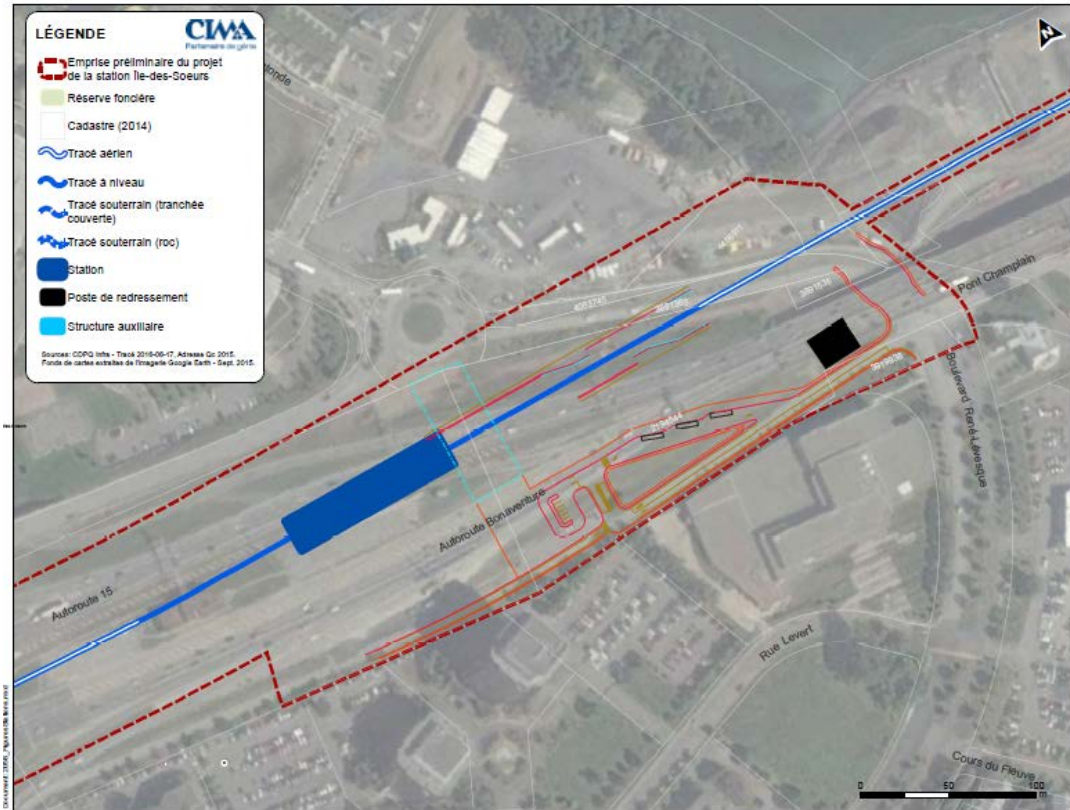 LÉGENDE
CIMA
Partenaire de génie
Emprise préliminaire du projet
de la station Île-des-Soeurs
Réserve foncière
Cadastre (2014)
Tracé aérien
Tracé à niveau
Tracé souterrain (tranchée
couverte)
Tracé souterrain (roc)
Station
Poste de redressement
Structure auxiliaire
Sources: CDPQ Infra - Tracé 2016-06-17, Adresse Qc 2015.
Fonds de cartes extraites de l'imagerie Google Earth - Sept. 2015.
N
Pont Champlain
Boulevard René-Lévesque
Autoroute Bonaventure
Autoroute 15
Rue Levert
Cours du Fleuve
0 50 100
m